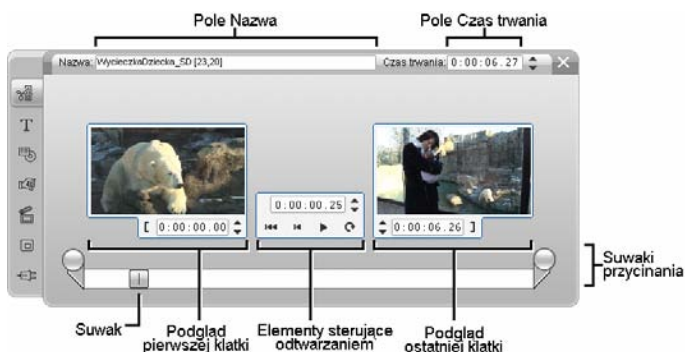 Pole Nazwa
Pole Czas trwania
Nazwa: WycieczkaDziecka_SD [23,20]
Czas trwania: 0:00:06.27
T
0:00:00.25
[ 0:00:00.00
0:00:06.26 ]
Suwaki
przycinania
Suwak
Podgląd
pierwszej klatki
Elementy sterujące
odtwarzaniem
Podgląd
ostatniej klatki